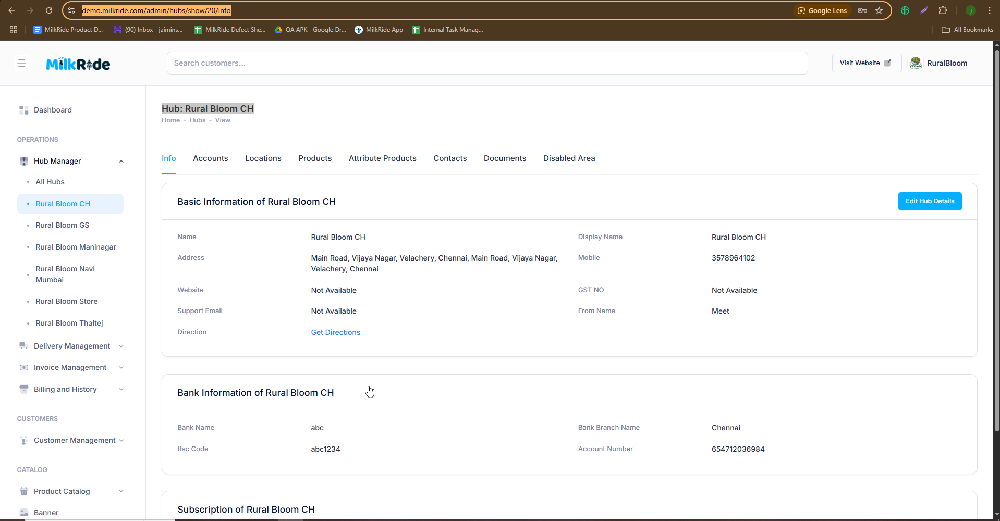 demo.milkride.com/admin/hubs/show/20/info
Google Lens
j
MilkRide Product D...
(90) Inbox - jaimins...
MilkRide Defect She...
QA APK - Google Dr...
MilkRide App
Internal Task Manag...
All Bookmarks
MilkRide
Search customers...
Visit Website
VEGAN
RuralBloom
Dashboard
OPERATIONS
Hub Manager
All Hubs
Rural Bloom CH
Rural Bloom GS
Rural Bloom Maninagar
Rural Bloom Navi
Mumbai
Rural Bloom Store
Rural Bloom Thaltej
Delivery Management
Invoice Management
Billing and History
CUSTOMERS
Customer Management
CATALOG
Product Catalog
Banner
Hub: Rural Bloom CH
Home - Hubs - View
Info Accounts Locations Products Attribute Products Contacts Documents Disabled Area
Basic Information of Rural Bloom CH
Edit Hub Details
Name Rural Bloom CH Display Name Rural Bloom CH
Address Main Road, Vijaya Nagar, Velachery, Chennai, Main Road, Vijaya Nagar, Mobile 3578964102
Velachery, Chennai
Website Not Available GST NO Not Available
Support Email Not Available From Name Meet
Direction Get Directions
Bank Information of Rural Bloom CH
Bank Name abc Bank Branch Name Chennai
Ifsc Code abc1234 Account Number 654712036984
Subscription of Rural Bloom CH